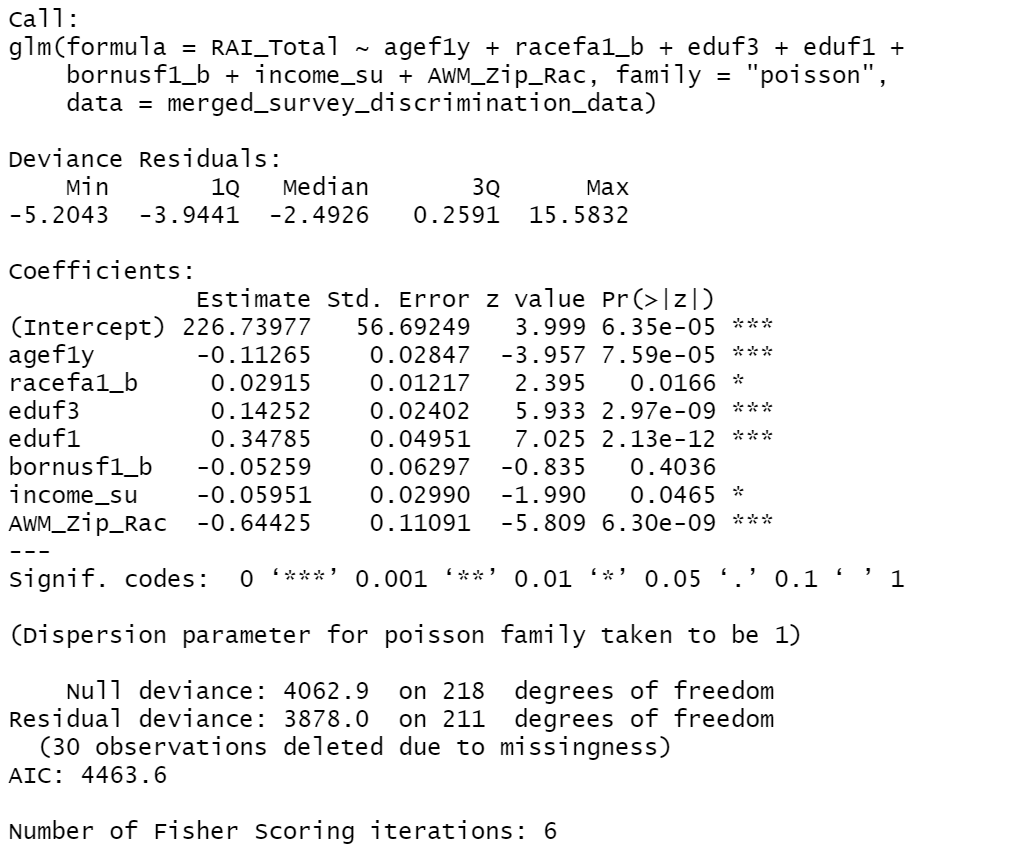 Call:
glm(formula = RAI_Total ~ agef1y + racefa1_b + eduf3 + eduf1 +
    bornusf1_b + income_su + AWM_Zip_Rac, family = "poisson",
    data = merged_survey_discrimination_data)

Deviance Residuals:
    Min       1Q   Median       3Q      Max
-5.2043  -3.9441  -2.4926   0.2591  15.5832

Coefficients:
             Estimate Std. Error z value Pr(>|z|)
(Intercept) 226.73977   56.69249   3.999 6.35e-05 ***
agef1y       -0.11265    0.02847  -3.957 7.59e-05 ***
racefa1_b     0.02915    0.01217   2.395   0.0166 *
eduf3         0.14252    0.02402   5.933 2.97e-09 ***
eduf1         0.34785    0.04951   7.025 2.13e-12 ***
bornusf1_b   -0.05259    0.06297  -0.835   0.4036
income_su    -0.05951    0.02990  -1.990   0.0465 *
AWM_Zip_Rac  -0.64425    0.11091  -5.809 6.30e-09 ***
---
Signif. codes:  0 ‘***’ 0.001 ‘**’ 0.01 ‘*’ 0.05 ‘.’ 0.1 ‘ ’ 1

(Dispersion parameter for poisson family taken to be 1)

    Null deviance: 4062.9  on 218  degrees of freedom
Residual deviance: 3878.0  on 211  degrees of freedom
  (30 observations deleted due to missingness)
AIC: 4463.6

Number of Fisher Scoring iterations: 6